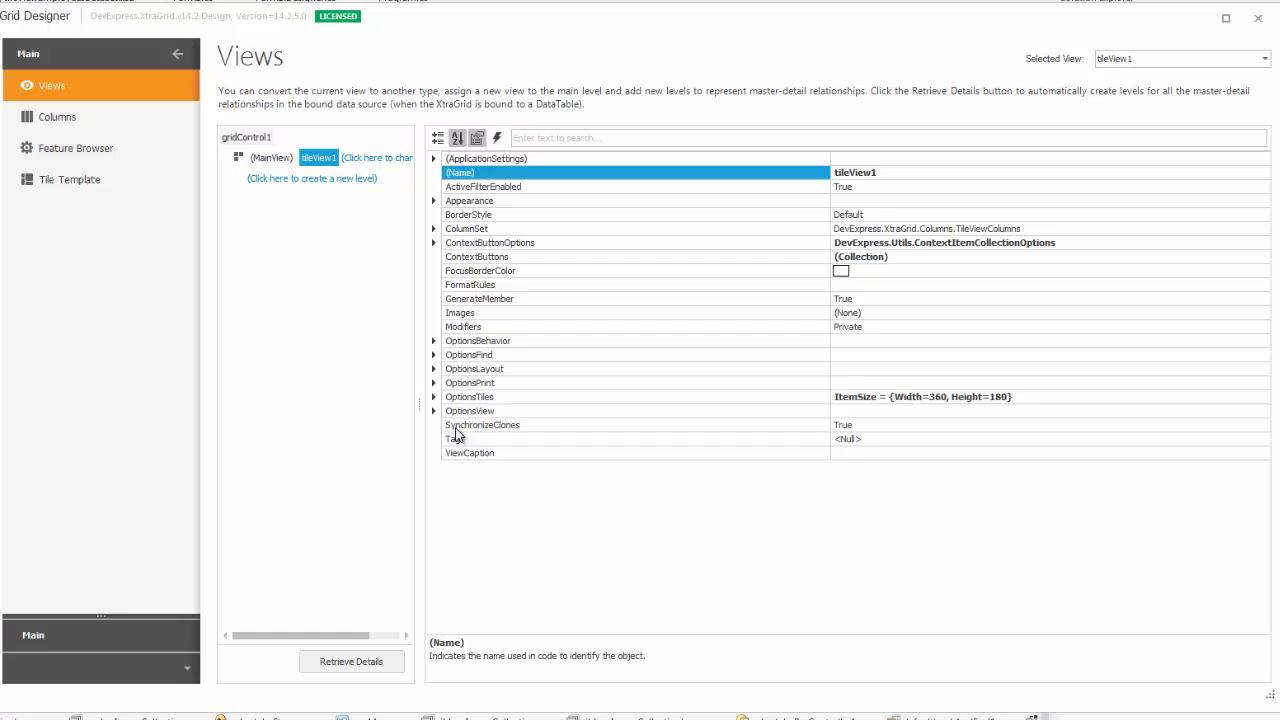 Grid Designer
DevExpress.XtraGrid.v14.2.Design, Version=14.2.5.0
LICENSED
Main
Views
Columns
Feature Browser
Tile Template
Main
Views
Selected View:
tileView1
You can convert the current view to another type, assign a new view to the main level and add new levels to represent master-detail relationships. Click the Retrieve Details button to automatically create levels for all the master-detail
relationships in the bound data source (when the XtraGrid is bound to a DataTable).
gridControl1
(MainView) tileView1 (Click here to char
(Click here to create a new level)
Retrieve Details
Enter text to search...
(ApplicationSettings)
(Name) tileView1
ActiveFilterEnabled True
Appearance
BorderStyle Default
ColumnSet DevExpress.XtraGrid.Columns.TileViewColumns
ContextButtonOptions DevExpress.Utils.ContextItemCollectionOptions
ContextButtons (Collection)
FocusBorderColor
FormatRules
GenerateMember True
Images (None)
Modifiers Private
OptionsBehavior
OptionsFind
OptionsLayout
OptionsPrint
OptionsTiles ItemSize = {Width=360, Height=180}
OptionsView
SynchronizeClones True
<Null>
ViewCaption
(Name)
Indicates the name used in code to identify the object.